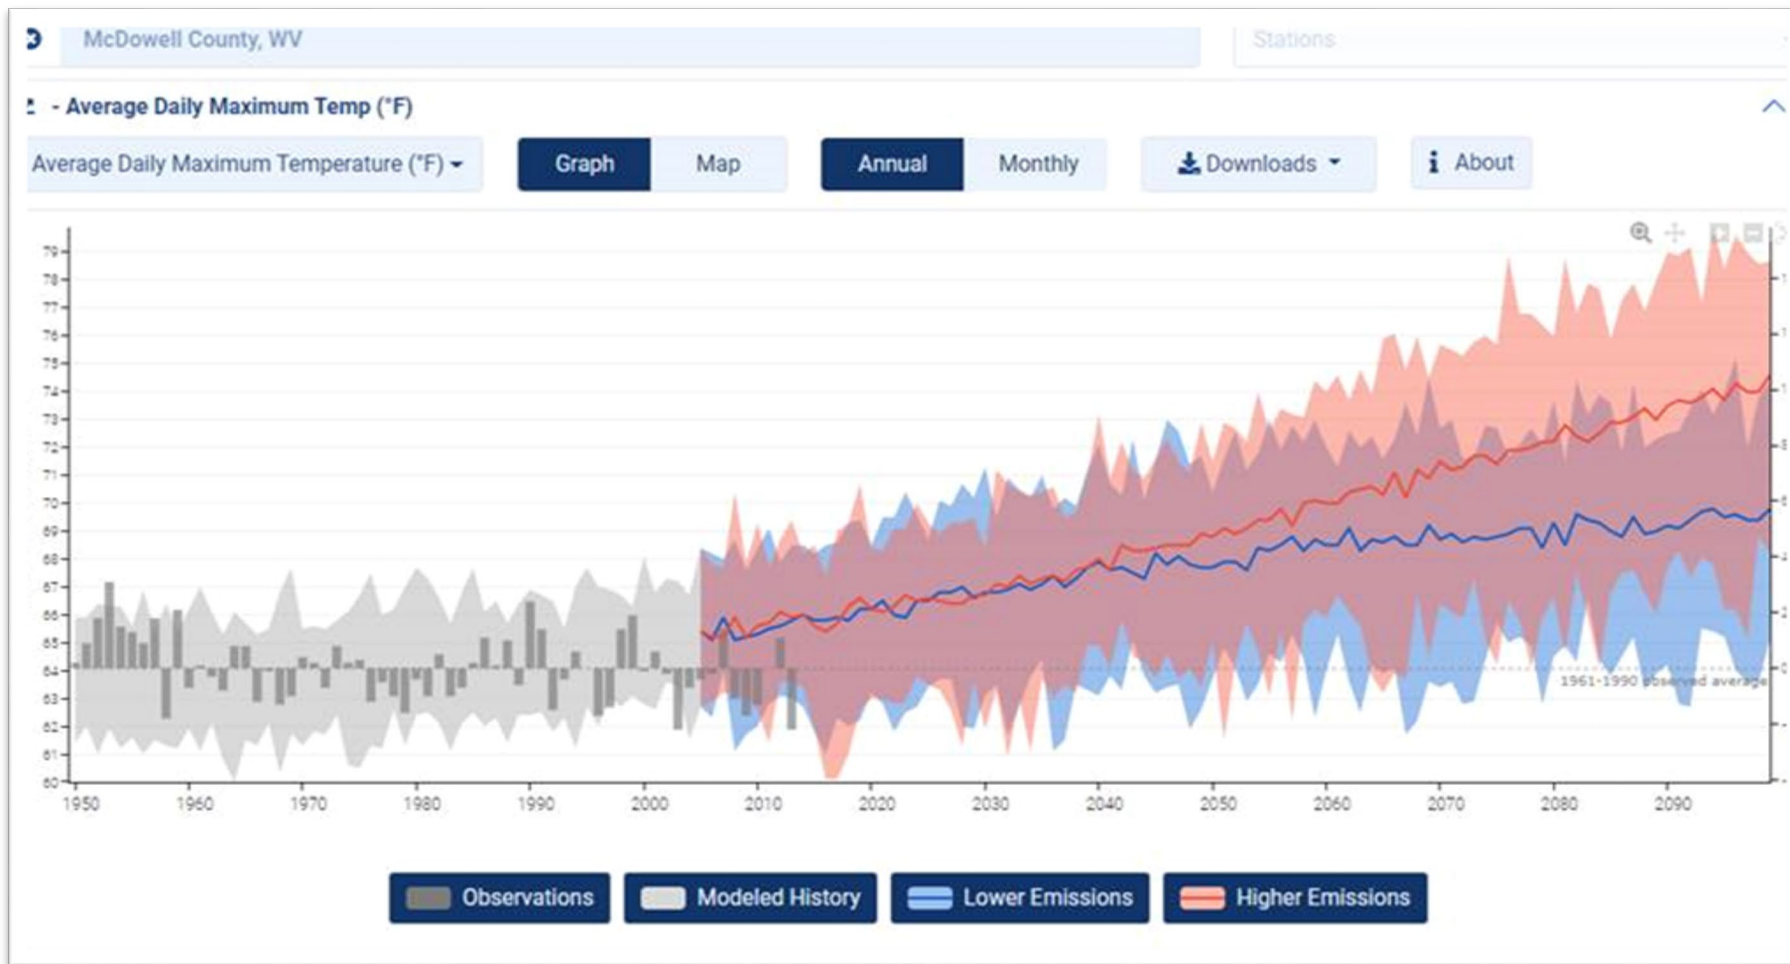 McDowell County, WV
Stations
- Average Daily Maximum Temp (°F)
Average Daily Maximum Temperature (°F)
Graph
Map
Annual
Monthly
Downloads
About
79
78
77
76
75
74
73
72
71
70
69
68
67
66
65
64
63
62
61
60
1961-1990 observed average
1950 1960 1970 1980 1990 2000 2010 2020 2030 2040 2050 2060 2070 2080 2090
Observations
Modeled History
Lower Emissions
Higher Emissions